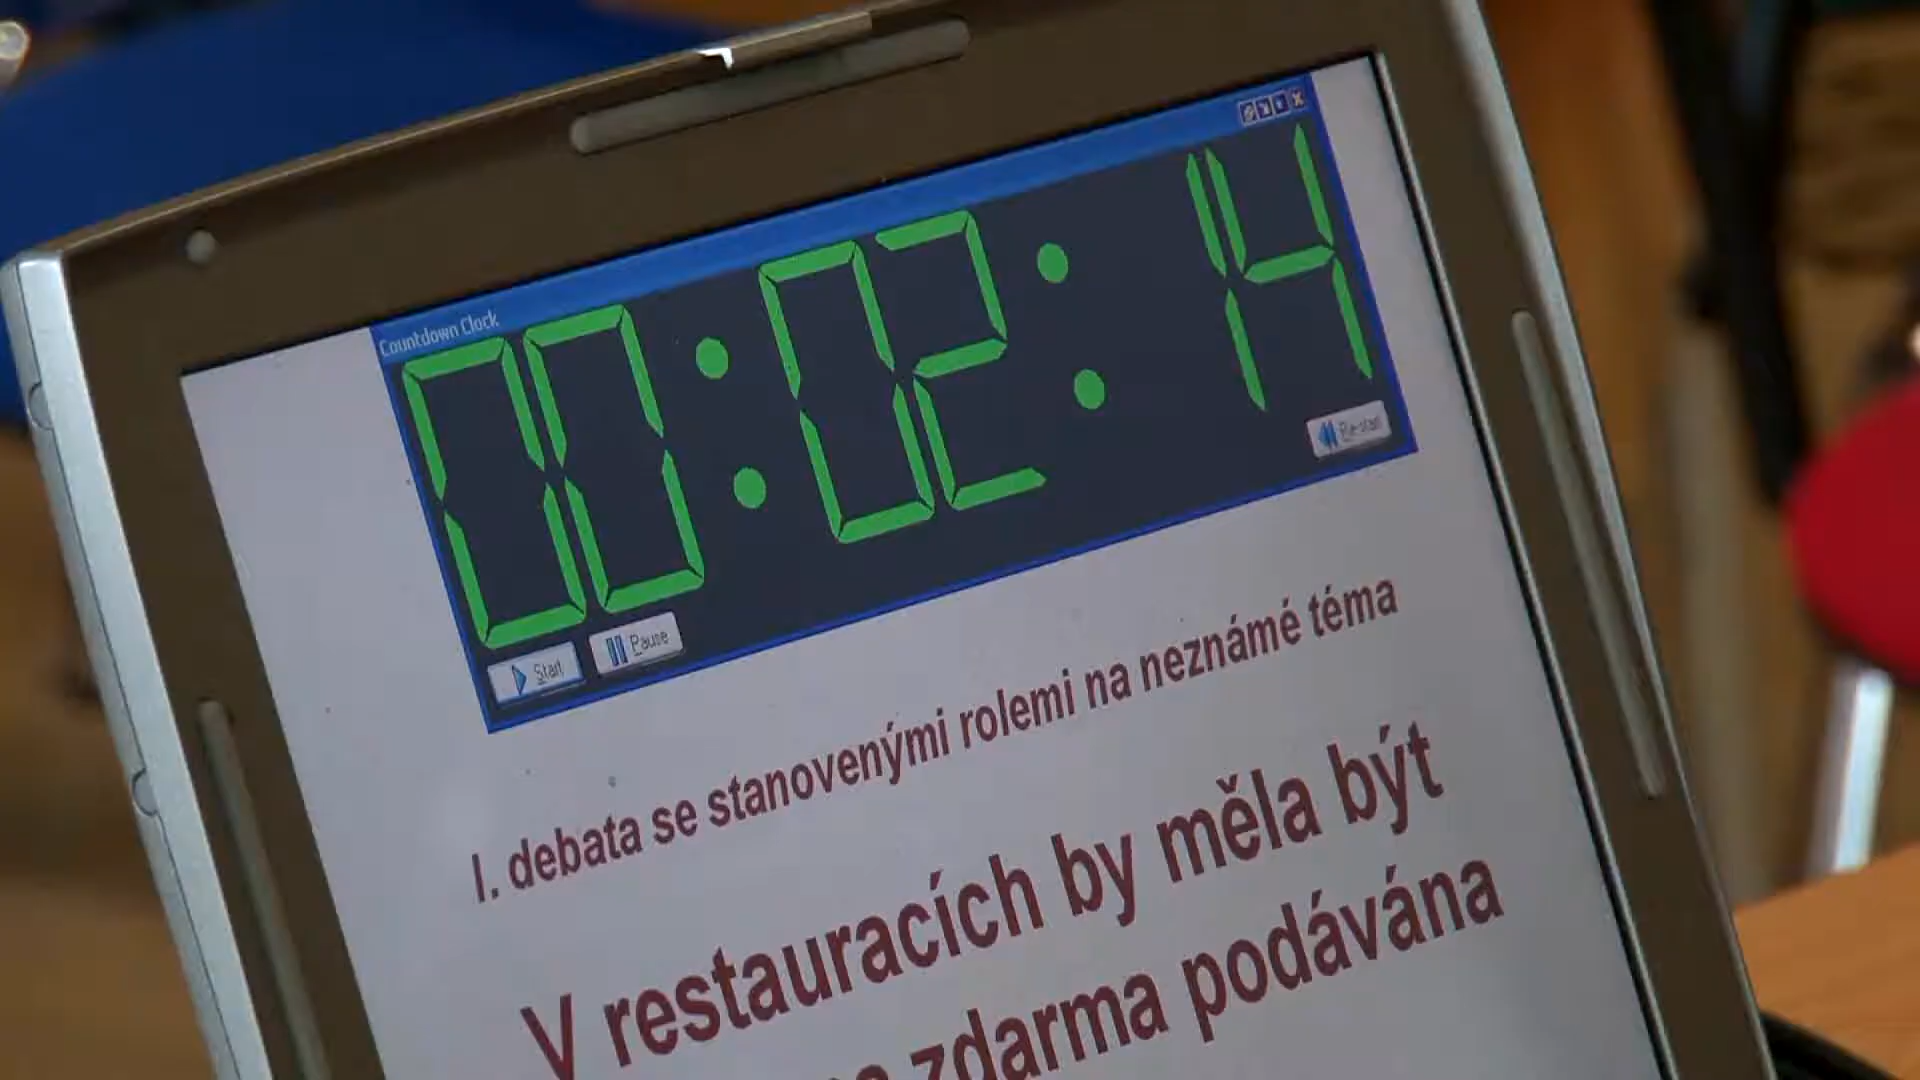 Countdown Clock
00:02:14
Start
Pause
Re-start
I. debata se stanovenými rolemi na neznámé téma
V restauracích by měla být
zdarma podávána